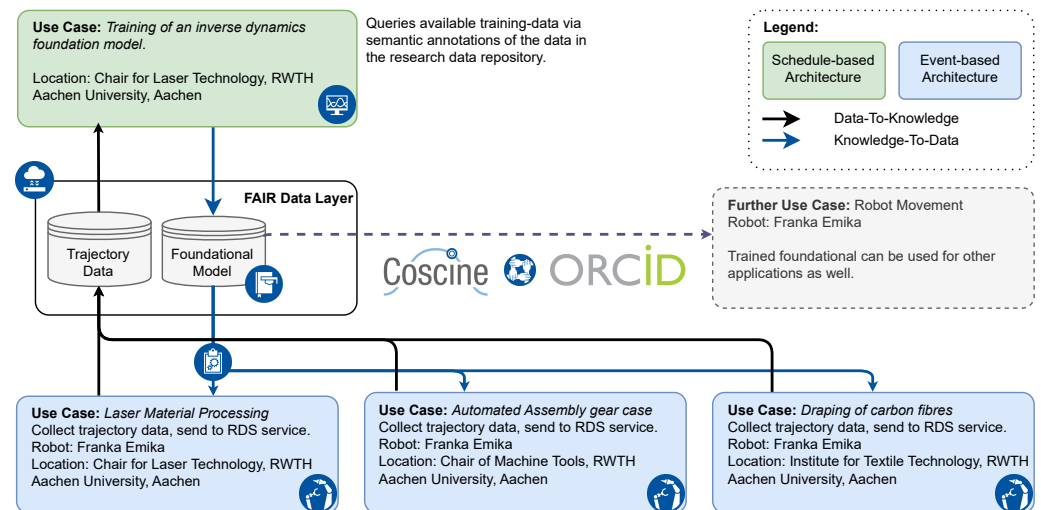 Use Case: Training of an inverse dynamics
foundation model.
Location: Chair for Laser Technology, RWTH
Aachen University, Aachen
Queries available training-data via
semantic annotations of the data in
the research data repository.
Legend:
Schedule-based
Architecture
Event-based
Architecture
Data-To-Knowledge
Knowledge-To-Data
FAIR Data Layer
Trajectory
Data
Foundational
Model
Coscine
ORCiD
Further Use Case: Robot Movement
Robot: Franka Emika
Trained foundational can be used for other
applications as well.
Use Case: Laser Material Processing
Collect trajectory data, send to RDS service.
Robot: Franka Emika
Location: Chair for Laser Technology, RWTH
Aachen University, Aachen
Use Case: Automated Assembly gear case
Collect trajectory data, send to RDS service.
Robot: Franka Emika
Location: Chair of Machine Tools, RWTH
Aachen University, Aachen
Use Case: Draping of carbon fibres
Collect trajectory data, send to RDS service.
Robot: Franka Emika
Location: Institute for Textile Technology, RWTH
Aachen University, Aachen